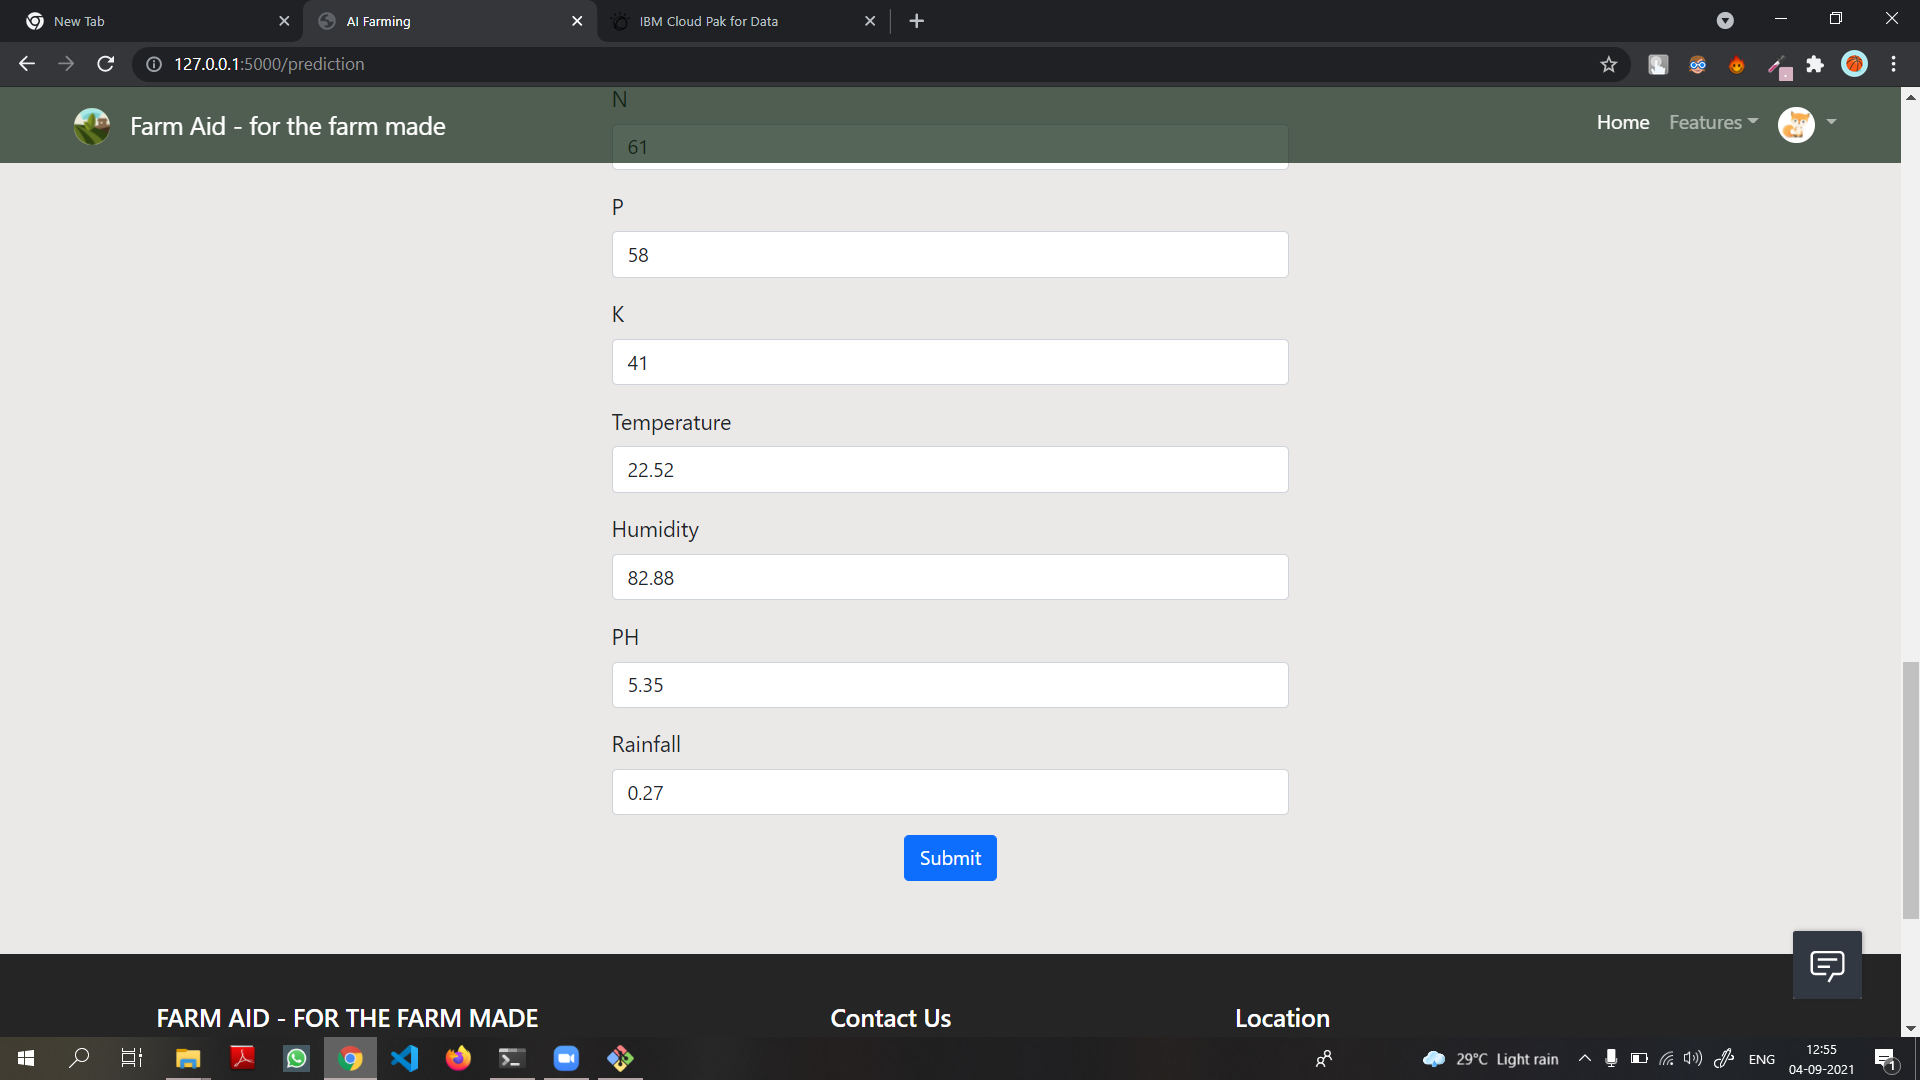 New Tab
AI Farming
IBM Cloud Pak for Data
127.0.0.1:5000/prediction
Farm Aid - for the farm made
Home
Features
N
61
P
58
K
41
Temperature
22.52
Humidity
82.88
PH
5.35
Rainfall
0.27
Submit
FARM AID - FOR THE FARM MADE
Contact Us
Location
29°C Light rain
ENG
12:55
04-09-2021
1